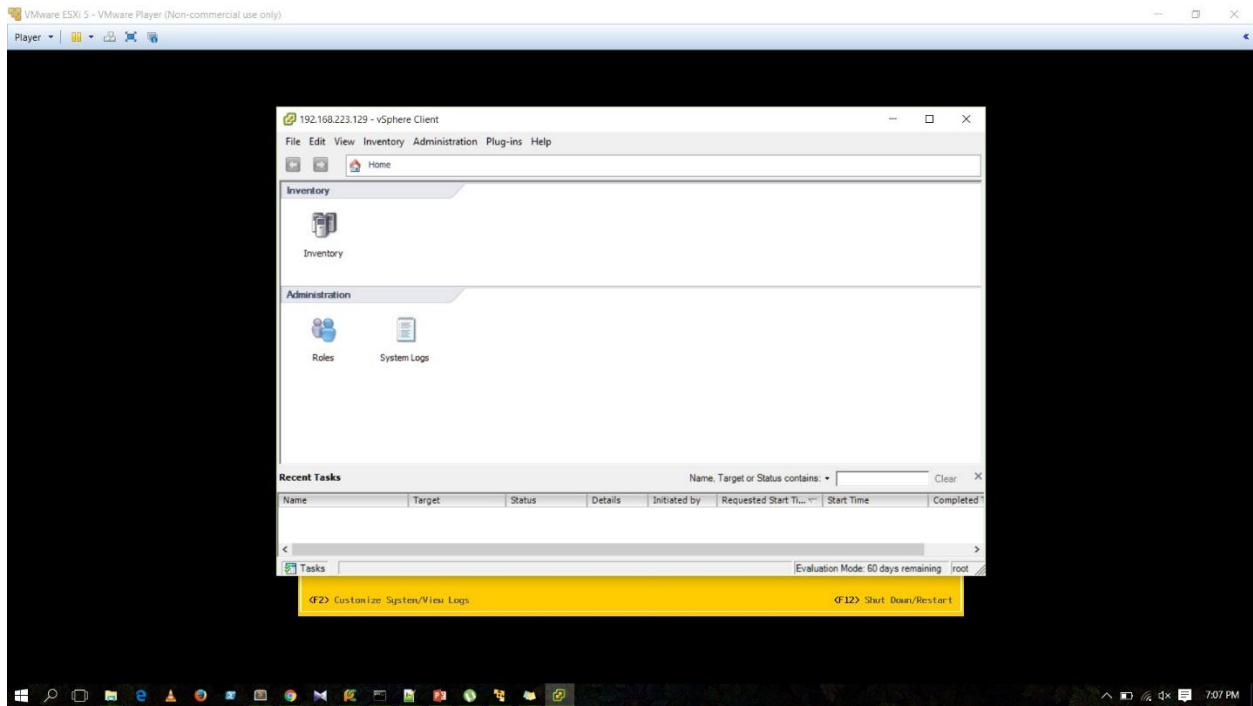 VMware ESXi 5 - VMware Player (Non-commercial use only)
Player
192.168.223.129 - vSphere Client
File Edit View Inventory Administration Plug-ins Help
Home
Inventory
Inventory
Administration
Roles System Logs
Recent Tasks Name, Target or Status contains: Clear
Name Target Status Details Initiated by Requested Start Ti... Start Time Completed
Tasks Evaluation Mode: 60 days remaining root
<F2> Customize System/View Logs <F12> Shut Down/Restart
7:07 PM